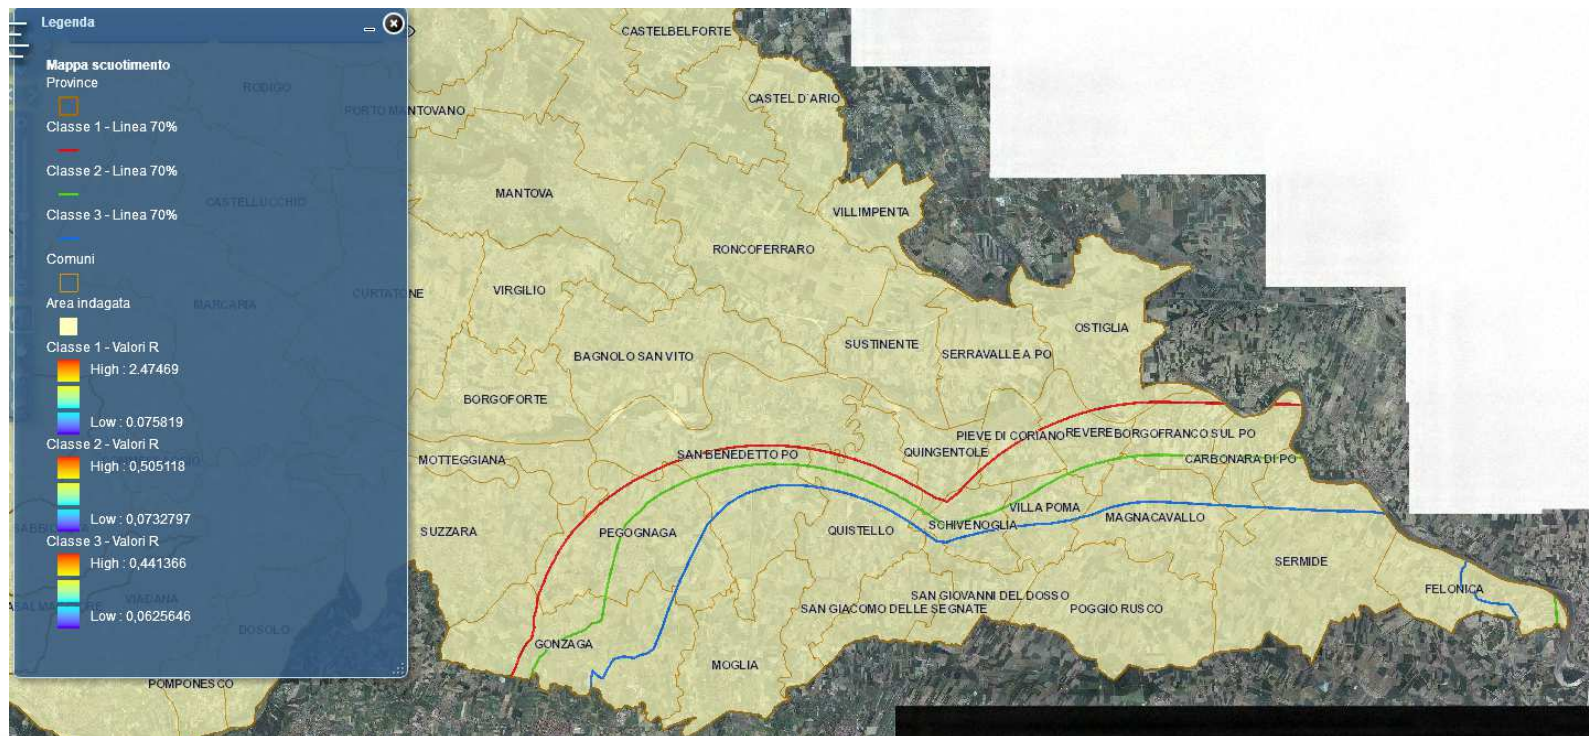 Legenda
Mappa scuotimento
Province
Classe 1 - Linea 70%
Classe 2 - Linea 70%
Classe 3 - Linea 70%
Comuni
Area indagata
Classe 1 - Valori R
High : 2.47469
Low : 0.075819
Classe 2 - Valori R
High : 0,505118
Low : 0,0732797
Classe 3 - Valori R
High : 0,441366
Low : 0,0625646
RODIGO
PORTO MANTOVANO
CASTELLUCCHIO
MARCARIA
CURTATONE
VIADANA
DOSOLO
POMPONESCO
CASTELBELFORTE
CASTEL D'ARIO
MANTOVA
VILLIMPENTA
RONCOFERRARO
VIRGILIO
OSTIGLIA
SUSTINENTE
SERRAVALLE A PO
BAGNOLO SAN VITO
BORGOFORTE
PIEVE DI CORIANO
REVERE
BORGOFRANCO SUL PO
QUINGENTOLE
SAN BENEDETTO PO
MOTTEGGIANA
CARBONARA DI PO
VILLA POMA
MAGNACAVALLO
SCHIVENOGLIA
QUISTELLO
PEGOGNAGA
SUZZARA
SERMIDE
FELONICA
SAN GIOVANNI DEL DOSSO
SAN GIACOMO DELLE SEGNATE
POGGIO RUSCO
GONZAGA
MOGLIA